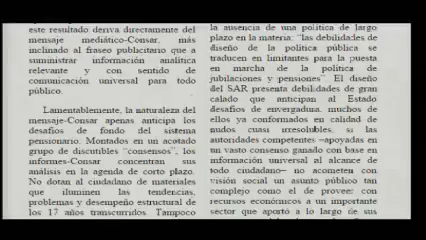 este resultado deriva directamente del
mensaje mediático-Consar, más
inclinado al fraseo publicitario que a
suministrar información analítica
relevante y con sentido de
comunicación universal para todo
público.
Lamentablemente, la naturaleza del
mensaje-Consar apenas anticipa los
desafíos de fondo del sistema
pensionario. Montados en un acotado
grupo de discutibles "consensos", los
informes-Consar concentran sus
análisis en la agenda de corto plazo.
No dotan al ciudadano de materiales
que iluminen las tendencias,
problemas y desempeño estructural de
los 17 años transcurridos. Tampoco
la ausencia de una política de largo
plazo en la materia: "las debilidades de
diseño de la política pública se
traducen en limitantes para la puesta
en marcha de la política de
jubilaciones y pensiones". El diseño
del SAR presenta debilidades de gran
calado que anticipan al Estado
desafíos de envergadura, muchos de
ellos ya conformados en calidad de
nudos cuasi irresolubles, si las
autoridades competentes –apoyadas en
un vasto consenso ganado con base en
información universal al alcance de
todo ciudadano– no acometen con
visión social un asunto público tan
complejo como el de proveer con
recursos económicos a un importante
sector que aportó a lo largo de sus